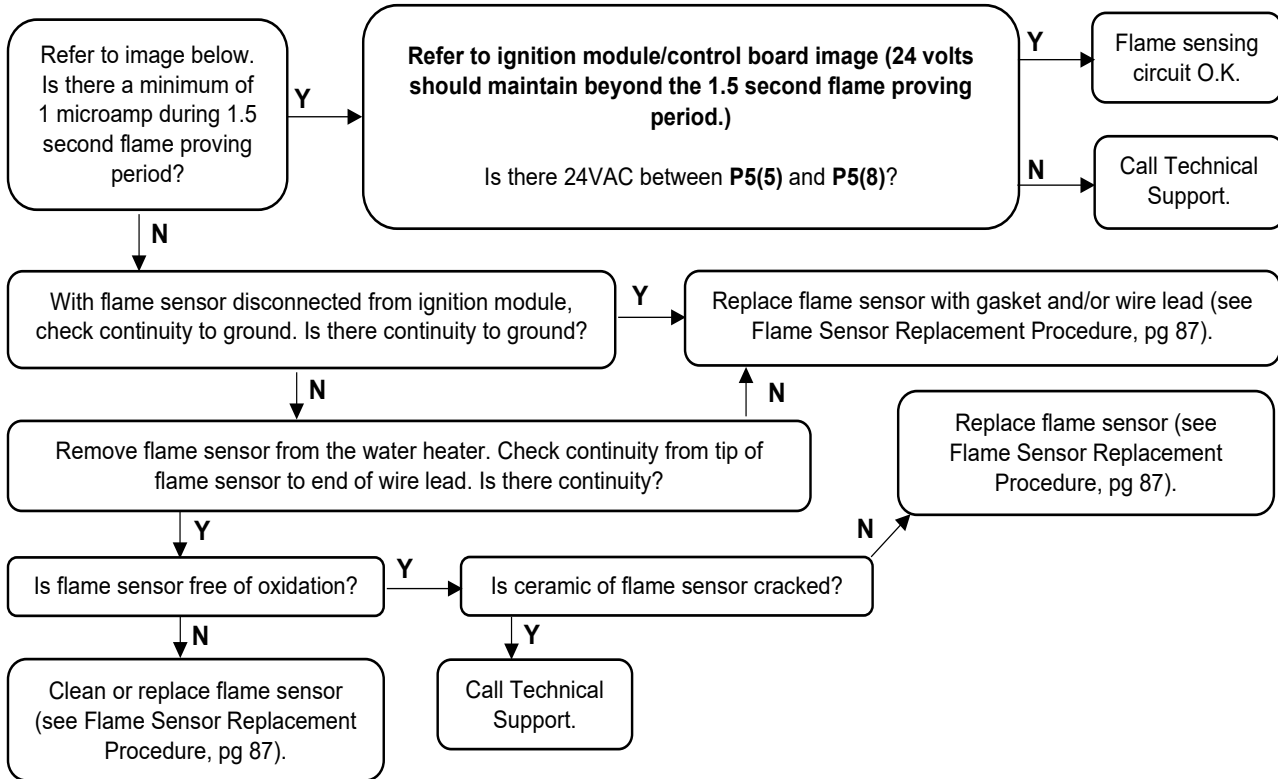 Refer to image below.
Is there a minimum of
1 microamp during 1.5
second flame proving
period?
Y
Refer to ignition module/control board image (24 volts
should maintain beyond the 1.5 second flame proving
period.)
Is there 24VAC between P5(5) and P5(8)?
Y
Flame sensing
circuit O.K.
N
Call Technical
Support.
N
With flame sensor disconnected from ignition module,
check continuity to ground. Is there continuity to ground?
Y
Replace flame sensor with gasket and/or wire lead (see
Flame Sensor Replacement Procedure, pg 87).
N
N
Remove flame sensor from the water heater. Check continuity from tip of
flame sensor to end of wire lead. Is there continuity?
Replace flame sensor (see
Flame Sensor Replacement
Procedure, pg 87).
Y
N
Is flame sensor free of oxidation?
Y
Is ceramic of flame sensor cracked?
N
Y
Clean or replace flame sensor
(see Flame Sensor Replacement
Procedure, pg 87).
Call Technical
Support.